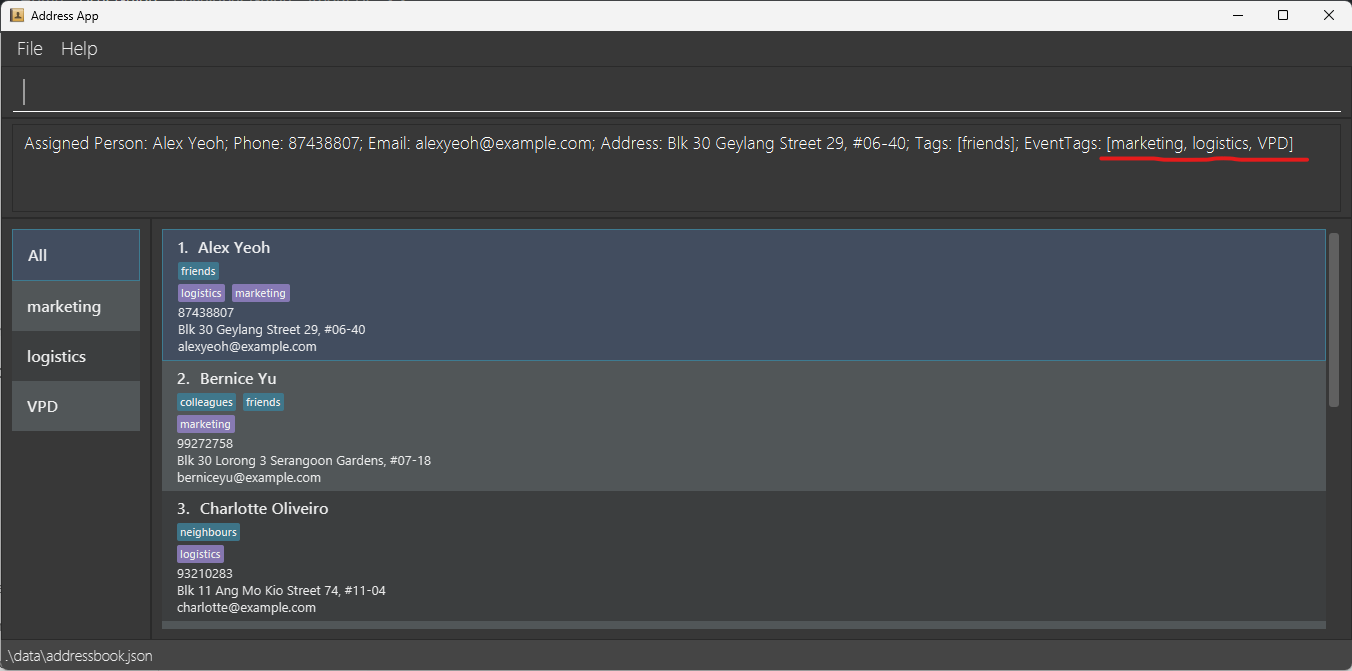 Address App
File Help
Assigned Person: Alex Yeoh; Phone: 87438807; Email: alexyeoh@example.com; Address: Blk 30 Geylang Street 29, #06-40; Tags: [friends]; EventTags: [marketing, logistics, VPD]
All
marketing
logistics
VPD
1. Alex Yeoh
friends
logistics marketing
87438807
Blk 30 Geylang Street 29, #06-40
alexyeoh@example.com
2. Bernice Yu
colleagues friends
marketing
99272758
Blk 30 Lorong 3 Serangoon Gardens, #07-18
berniceyu@example.com
3. Charlotte Oliveiro
neighbours
logistics
93210283
Blk 11 Ang Mo Kio Street 74, #11-04
charlotte@example.com
.\data\addressbook.json